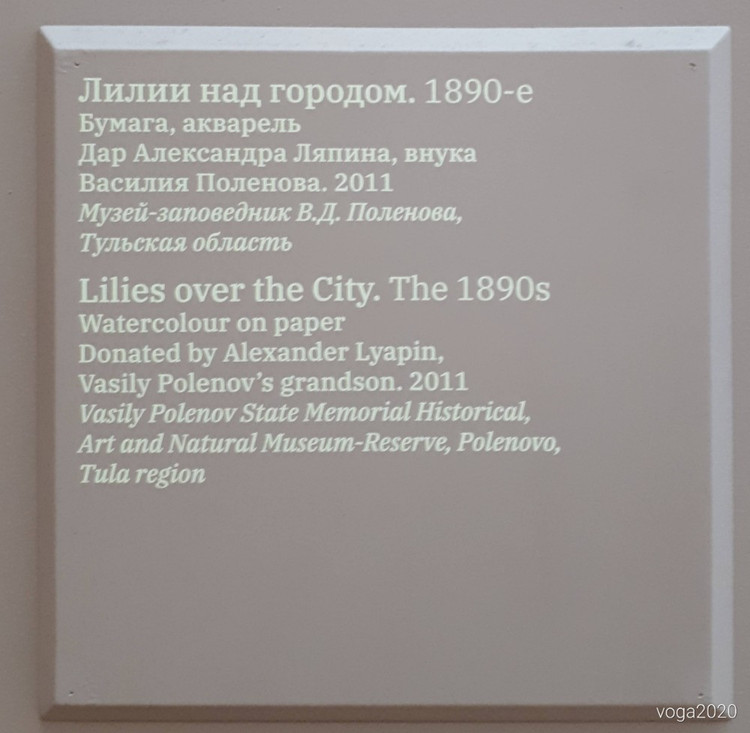 Лилии над городом. 1890-е
Бумага, акварель
Дар Александра Ляпина, внука
Василия Поленова. 2011
Музей-заповедник В.Д. Поленова,
Тульская область
Lilies over the City. The 1890s
Watercolour on paper
Donated by Alexander Lyapin,
Vasily Polenov’s grandson. 2011
Vasily Polenov State Memorial Historical,
Art and Natural Museum-Reserve, Polenovo,
Tula region
voga2020